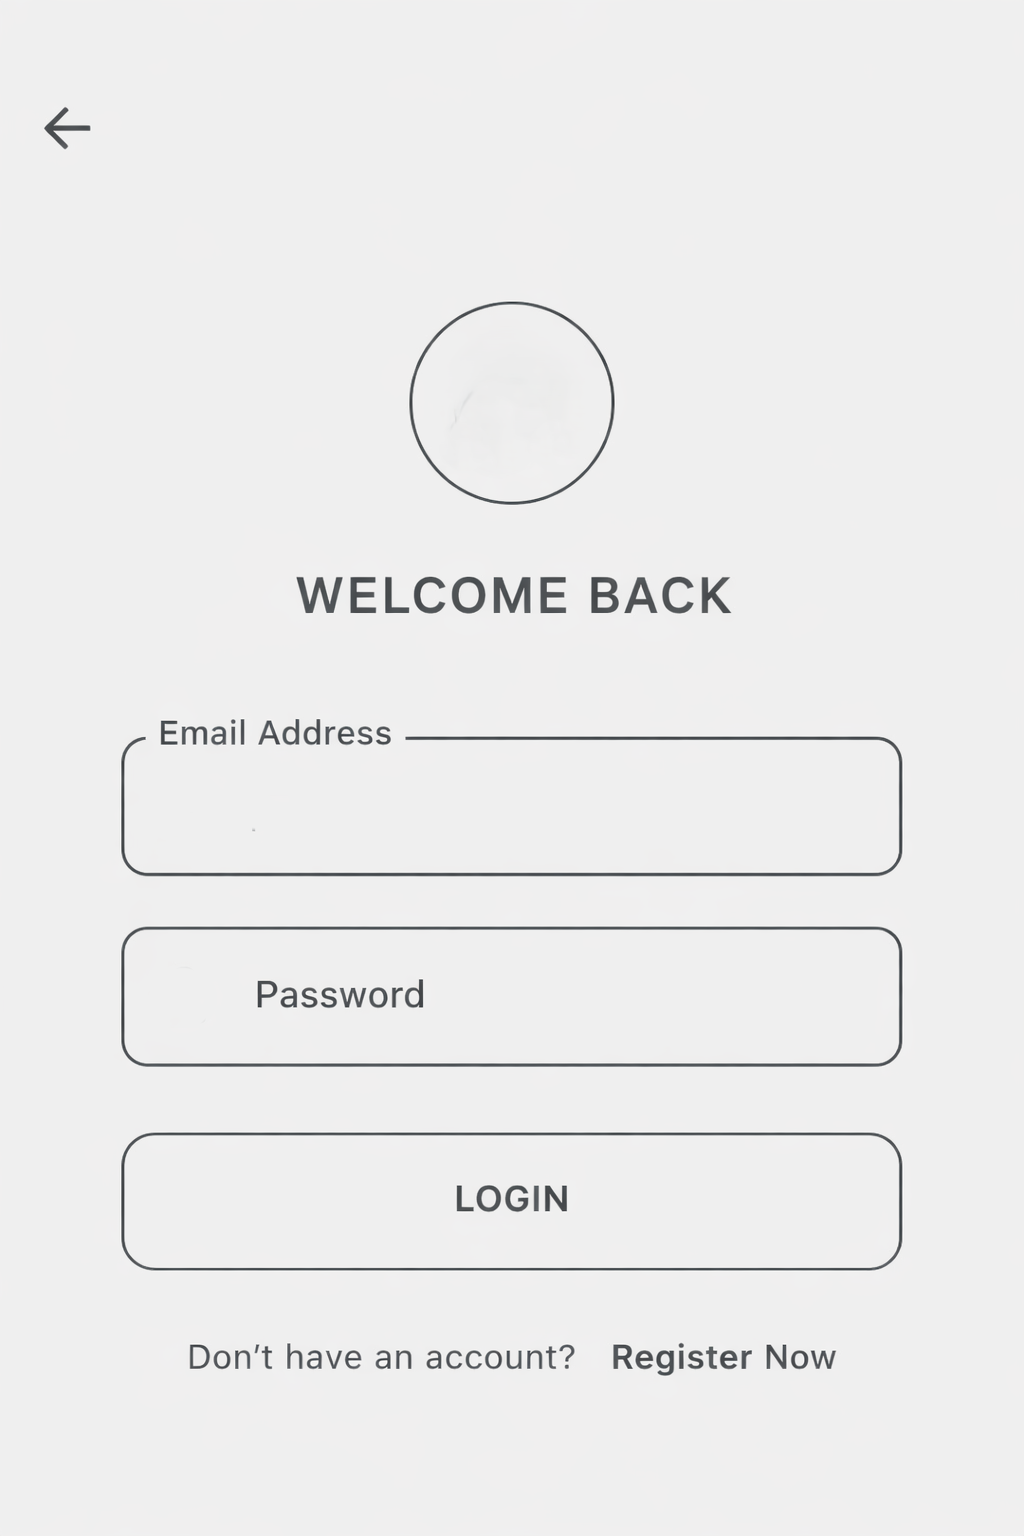 WELCOME BACK
Email Address
Password
LOGIN
Don’t have an account? Register Now